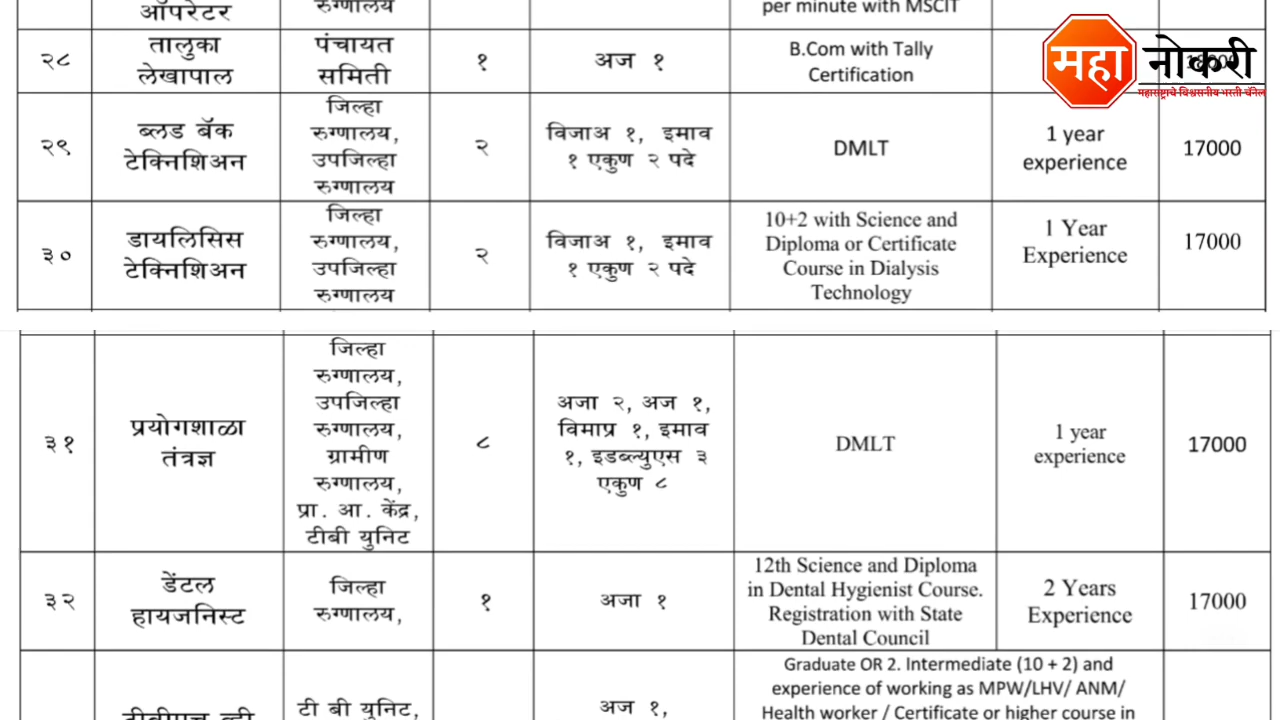 ऑपरेटर
रुग्णालय
per minute with MSCIT
२८
तालुका
लेखापाल
पंचायत
समिती
१
अज १
B.Com with Tally
Certification
महा नोकरी
महाराष्ट्राचे विश्वसनीय भरती चॅनेल
२९
ब्लड बॅक
टेक्निशिअन
जिल्हा
रुग्णालय,
उपजिल्हा
रुग्णालय
२
विजाअ १, इमाव
१ एकुण २ पदे
DMLT
1 year
experience
17000
३०
डायलिसिस
टेक्निशिअन
जिल्हा
रुग्णालय,
उपजिल्हा
रुग्णालय
२
विजाअ १, इमाव
१ एकुण २ पदे
10+2 with Science and
Diploma or Certificate
Course in Dialysis
Technology
1 Year
Experience
17000
३१
प्रयोगशाळा
तंत्रज्ञ
जिल्हा
रुग्णालय,
उपजिल्हा
रुग्णालय,
ग्रामीण
रुग्णालय,
प्रा. आ. केंद्र,
टीबी युनिट
८
अजा २, अज १,
विमाप्र १, इमाव
१, इडब्ल्युएस ३
एकुण ८
DMLT
1 year
experience
17000
३२
डेंटल
हायजनिस्ट
जिल्हा
रुग्णालय,
१
अजा १
12th Science and Diploma
in Dental Hygienist Course.
Registration with State
Dental Council
2 Years
Experience
17000
टी बी युनिट,
अज १,
Graduate OR 2. Intermediate (10 + 2) and
experience of working as MPW/LHV/ ANM/
Health worker / Certificate or higher course in